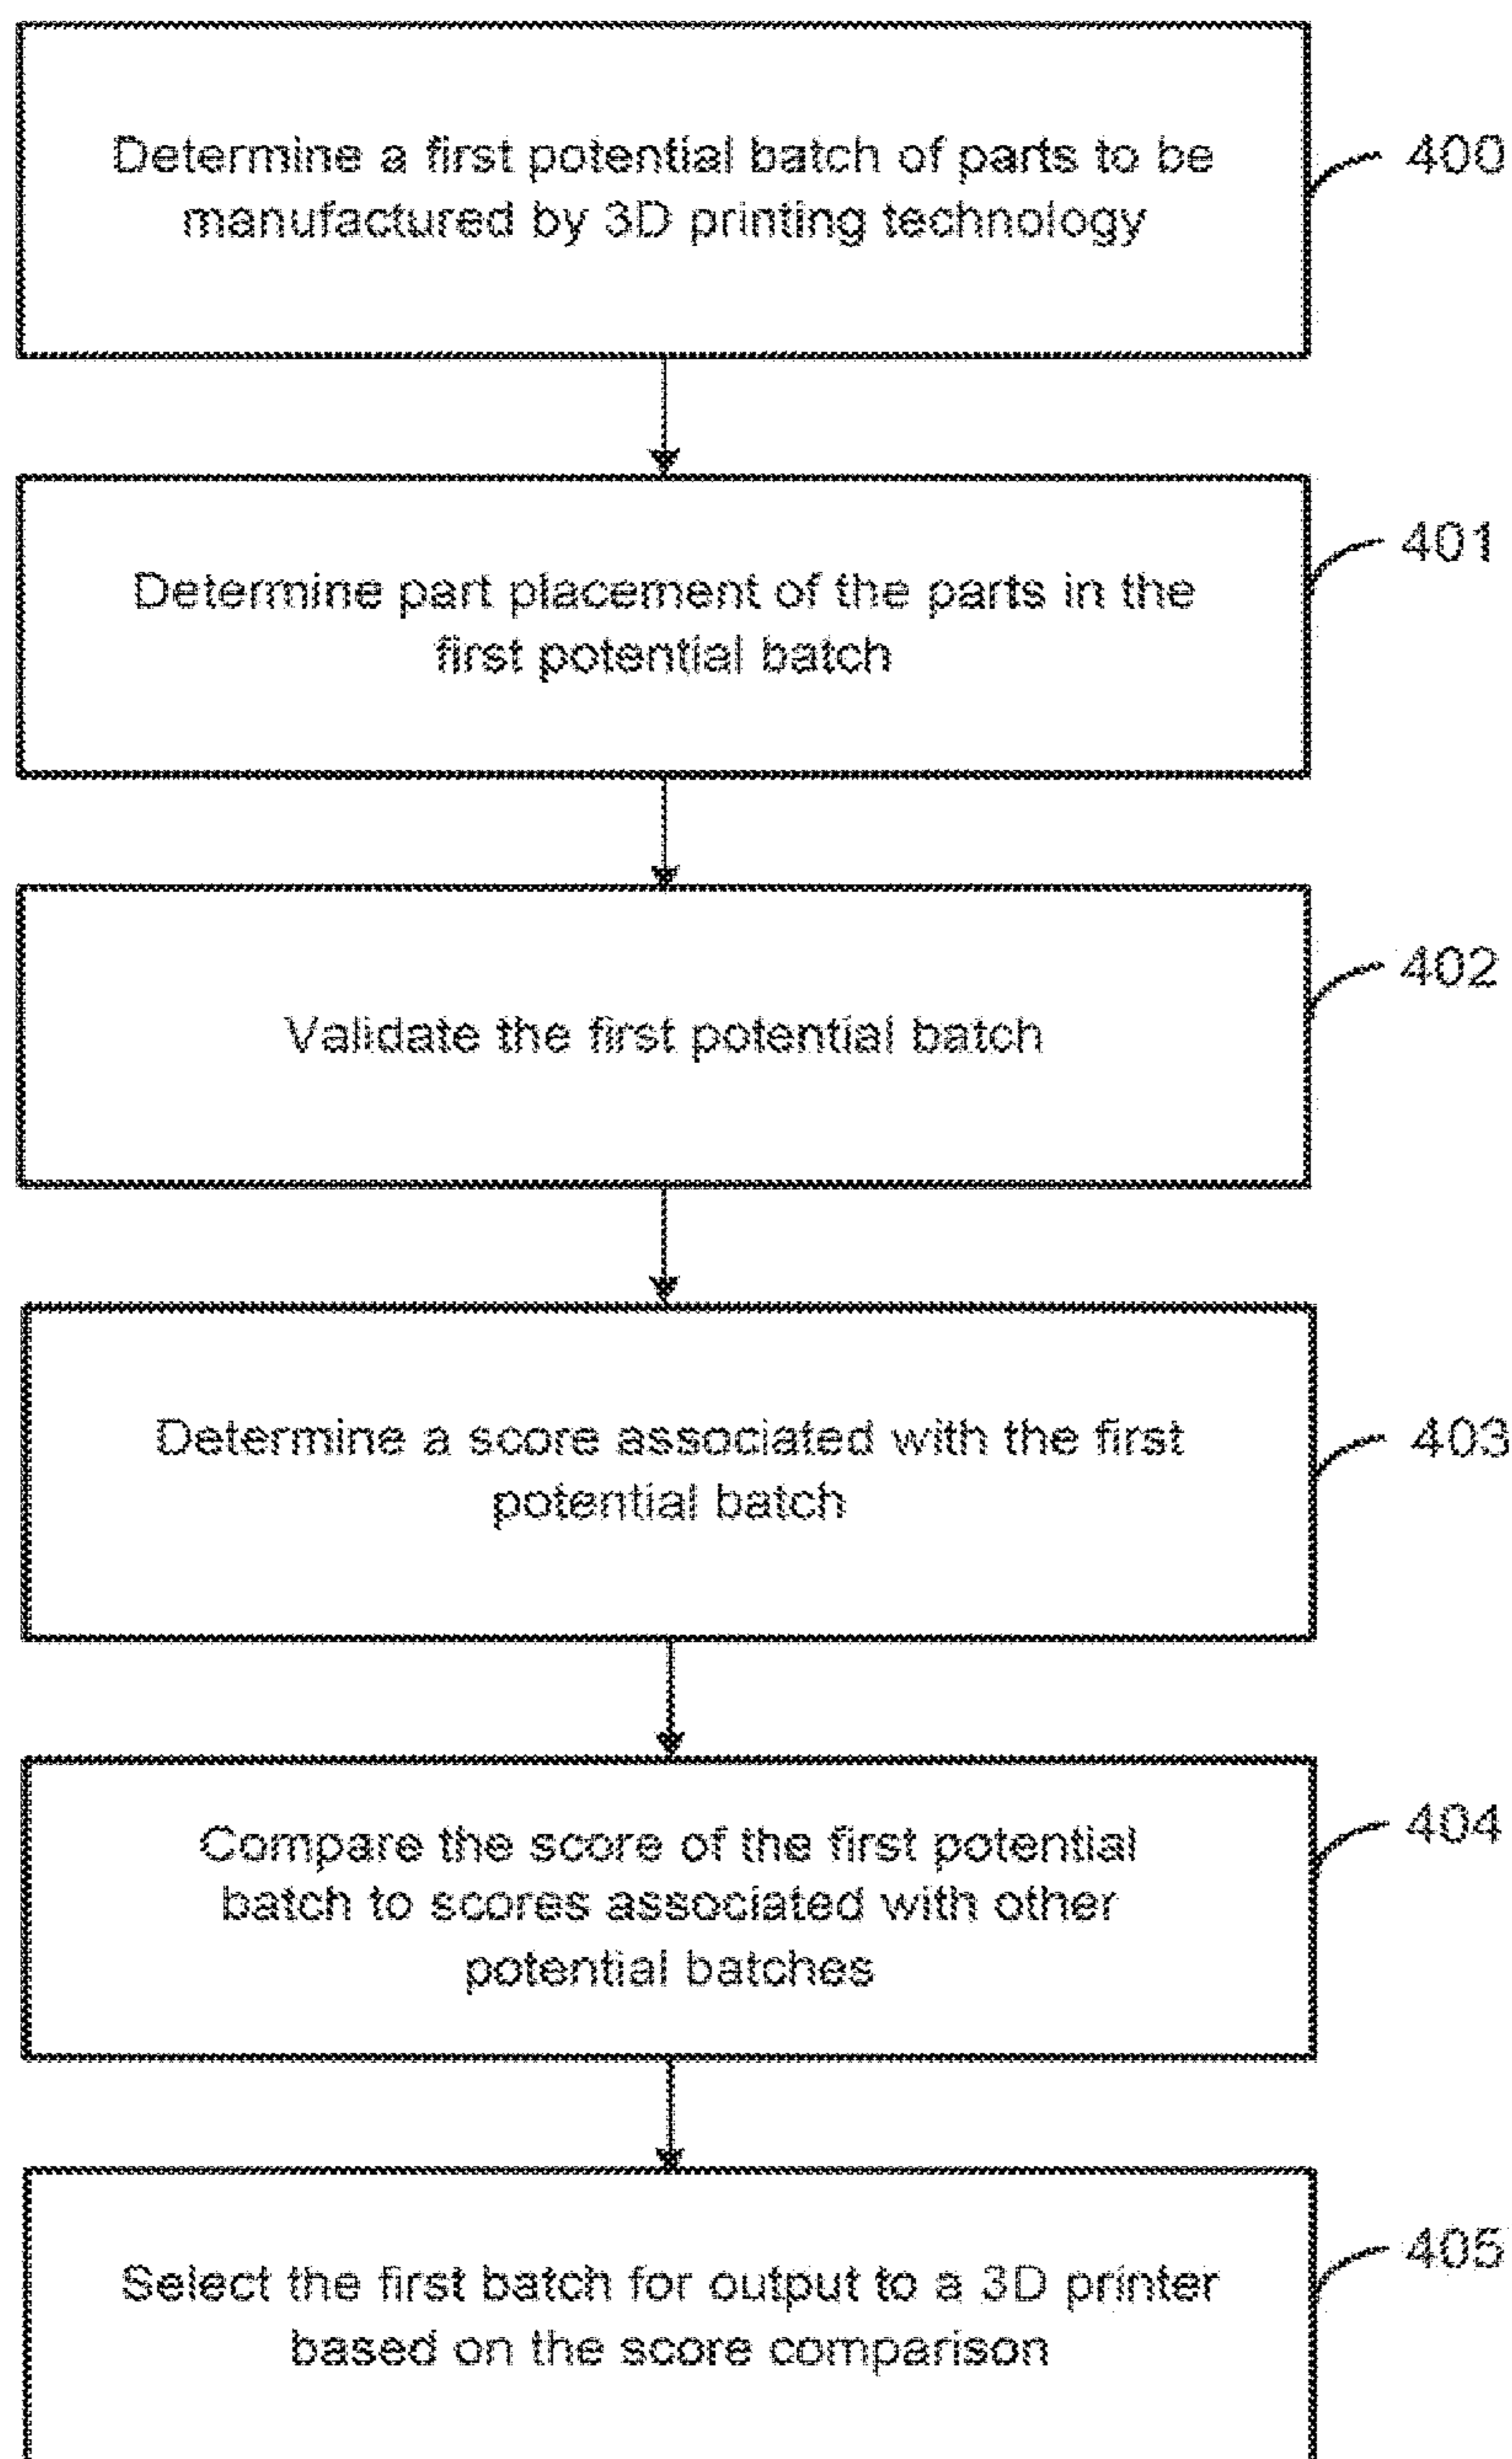 Determine a first potential batch of parts to be
manufactured by 3D printing technology
400
Determine part placement of the parts in the
first potential batch
401
Validate the first potential batch
402
Determine a score associated with the first
potential batch
403
Compare the score of the first potential
batch to scores associated with other
potential batches
404
Select the first batch for output to a 3D printer
based on the score comparison
405